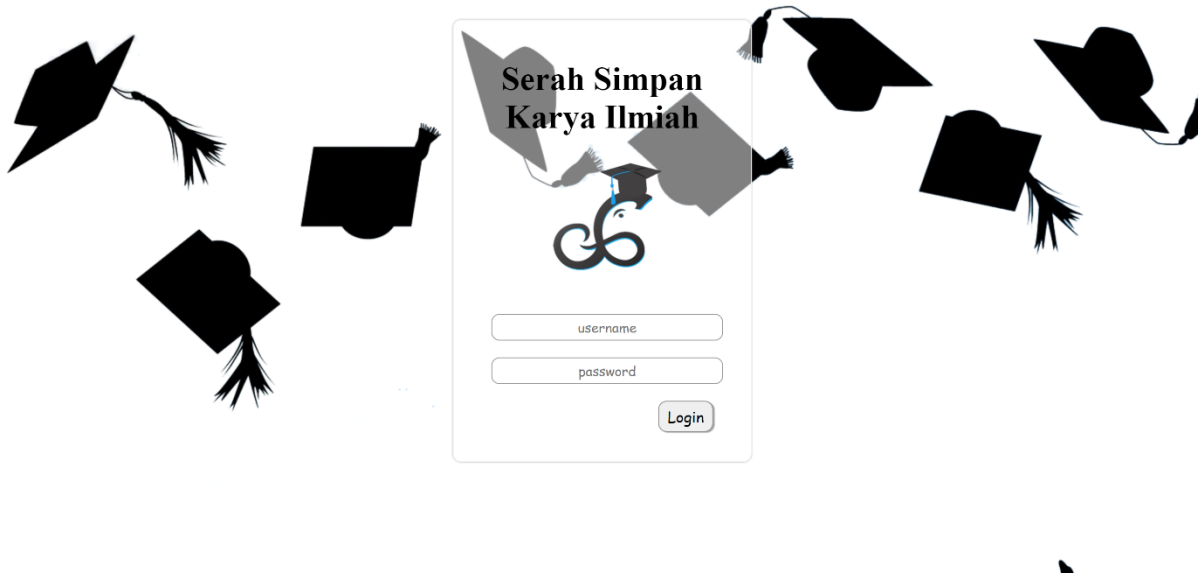 Serah Simpan
Karya Ilmiah
username
password
Login